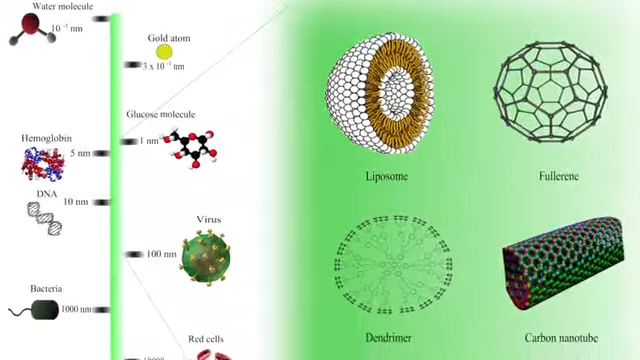 Water molecule
10⁻¹ nm
Gold atom
3 x 10⁻¹ nm
Glucose molecule
1 nm
Hemoglobin
5 nm
DNA
10 nm
Virus
100 nm
Bacteria
1000 nm
Red cells
Liposome
Fullerene
Dendrimer
Carbon nanotube